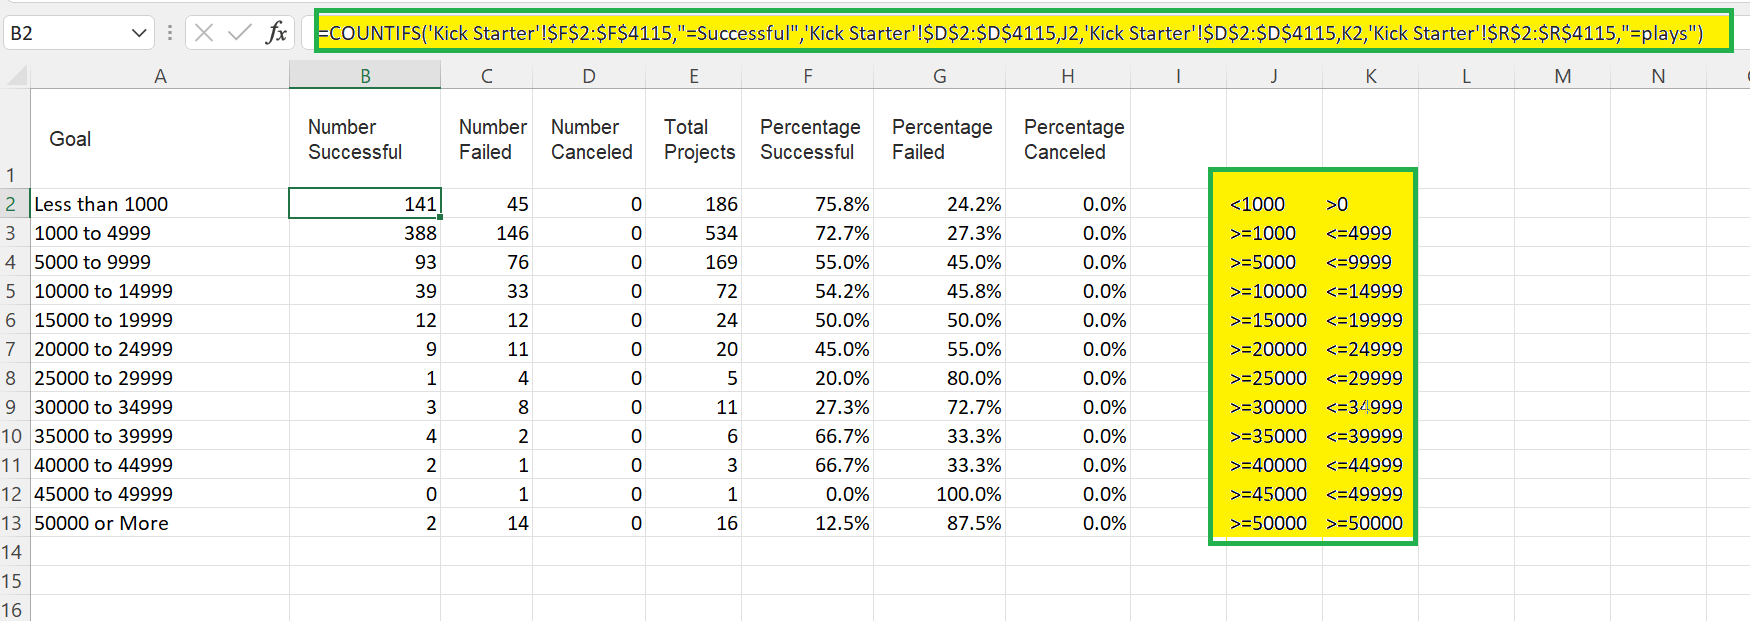 B2 fx =COUNTIFS('Kick Starter'!$F$2:$F$4115,"=Successful",'Kick Starter'!$D$2:$D$4115,J2,'Kick Starter'!$D$2:$D$4115,K2,'Kick Starter'!$R$2:$R$4115,"=plays")
A B C D E F G H I J K L M N
1 Goal Number Successful Number Failed Number Canceled Total Projects Percentage Successful Percentage Failed Percentage Canceled
2 Less than 1000 141 45 0 186 75.8% 24.2% 0.0% <1000 >0
3 1000 to 4999 388 146 0 534 72.7% 27.3% 0.0% >=1000 <=4999
4 5000 to 9999 93 76 0 169 55.0% 45.0% 0.0% >=5000 <=9999
5 10000 to 14999 39 33 0 72 54.2% 45.8% 0.0% >=10000 <=14999
6 15000 to 19999 12 12 0 24 50.0% 50.0% 0.0% >=15000 <=19999
7 20000 to 24999 9 11 0 20 45.0% 55.0% 0.0% >=20000 <=24999
8 25000 to 29999 1 4 0 5 20.0% 80.0% 0.0% >=25000 <=29999
9 30000 to 34999 3 8 0 11 27.3% 72.7% 0.0% >=30000 <=34999
10 35000 to 39999 4 2 0 6 66.7% 33.3% 0.0% >=35000 <=39999
11 40000 to 44999 2 1 0 3 66.7% 33.3% 0.0% >=40000 <=44999
12 45000 to 49999 0 1 0 1 0.0% 100.0% 0.0% >=45000 <=49999
13 50000 or More 2 14 0 16 12.5% 87.5% 0.0% >=50000 >=50000
14
15
16